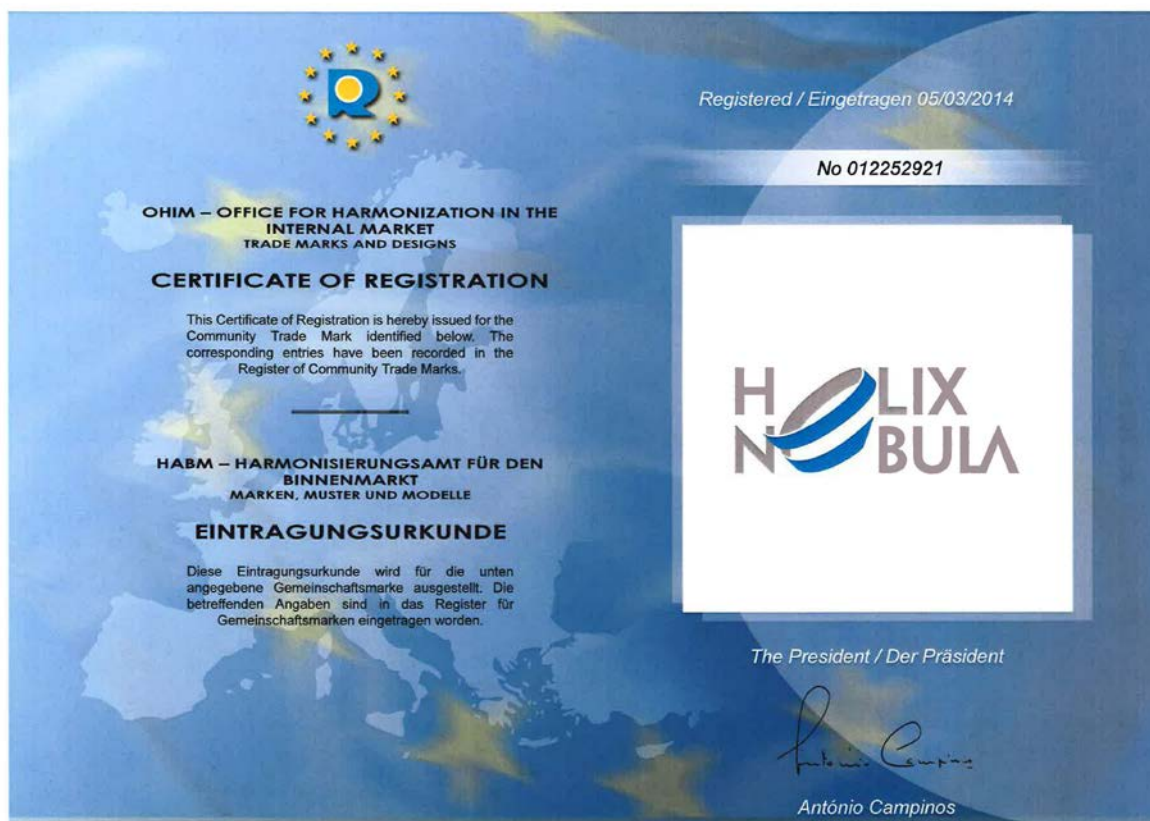 R
OHIM – OFFICE FOR HARMONIZATION IN THE
INTERNAL MARKET
TRADE MARKS AND DESIGNS
CERTIFICATE OF REGISTRATION
This Certificate of Registration is hereby issued for the
Community Trade Mark identified below. The
corresponding entries have been recorded in the
Register of Community Trade Marks.
HABM – HARMONISIERUNGSAMT FÜR DEN
BINNENMARKT
MARKEN, MUSTER UND MODELLE
EINTRAGUNGSURKUNDE
Diese Eintragungsurkunde wird für die unten
angegebene Gemeinschaftsmarke ausgestellt. Die
betreffenden Angaben sind in das Register für
Gemeinschaftsmarken eingetragen worden.
Registered / Eingetragen 05/03/2014
No 012252921
HELIX
NEBULA
The President / Der Präsident
António Campinos
António Campinos